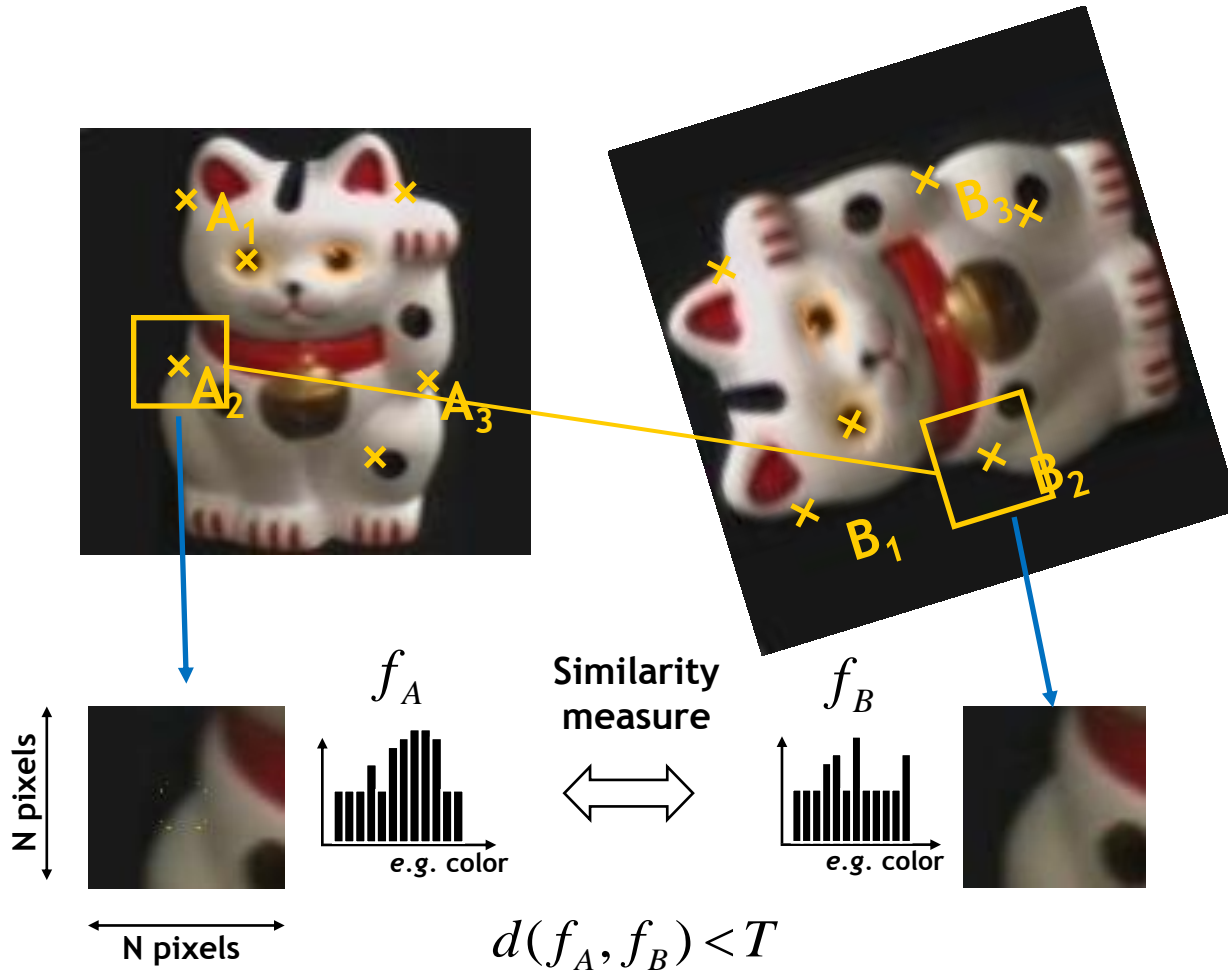 A₁
A₂
A₃
B₃
B₂
B₁
f_A
Similarity
measure
f_B
N pixels
e.g. color
e.g. color
N pixels
d(f_A, f_B) < T